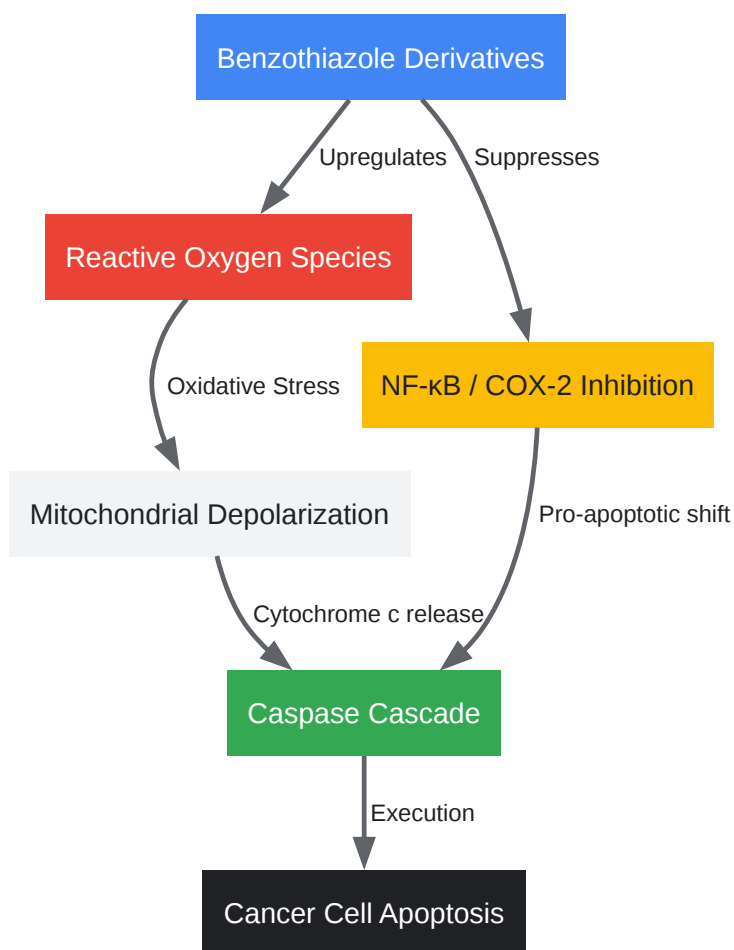 Benzothiazole Derivatives
Upregulates
Suppresses
Reactive Oxygen Species
Oxidative Stress
NF-κB / COX-2 Inhibition
Mitochondrial Depolarization
Pro-apoptotic shift
Cytochrome c release
Caspase Cascade
Execution
Cancer Cell Apoptosis